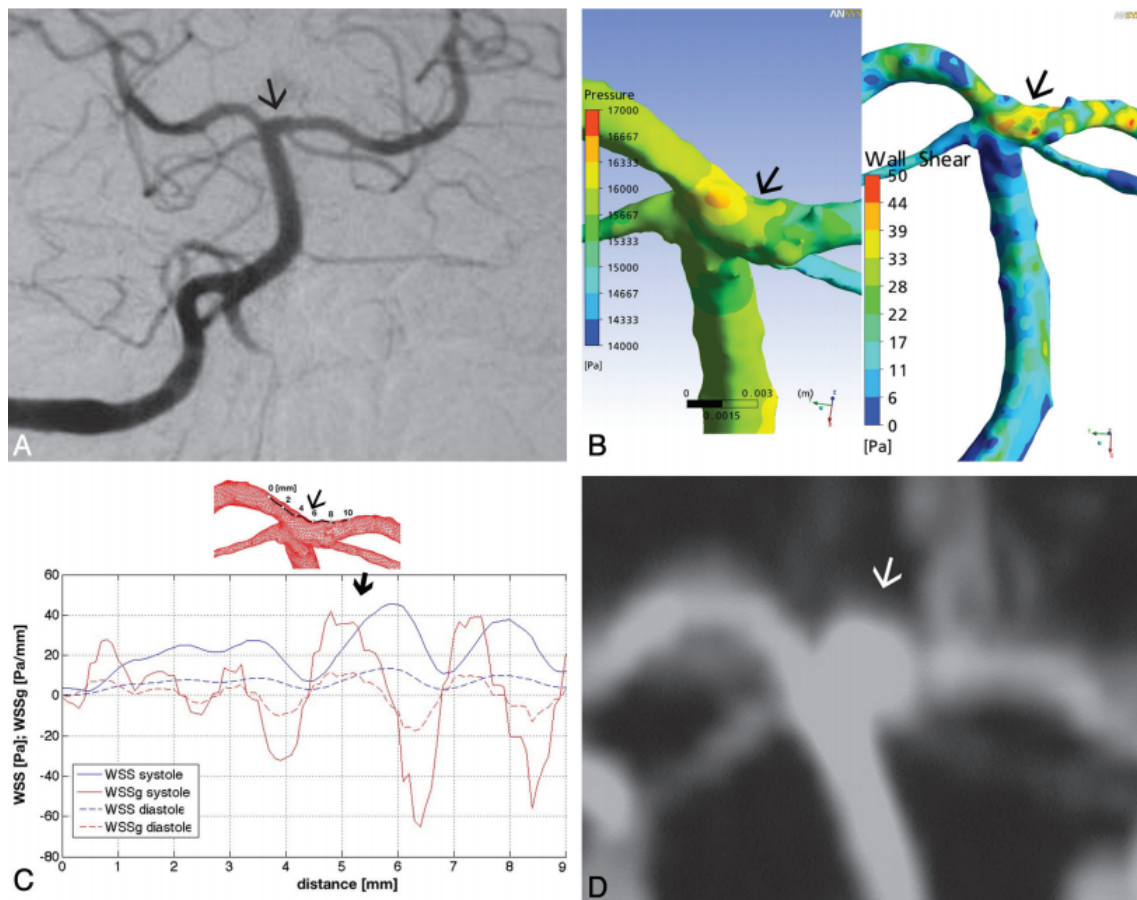 A
ANSYS
Pressure
17000
16667
16333
16000
15667
15333
15000
14667
14333
14000
[Pa]
0 0.003 (m)
0.0015
B
ANSYS
Wall Shear
50
44
39
33
28
22
17
11
6
0
[Pa]
0 [mm]
2
4
6
8
10
60
40
20
0
-20
-40
-60
-80
WSS [Pa]; WSSg [Pa/mm]
WSS systole
WSSg systole
WSS diastole
WSSg diastole
0 1 2 3 4 5 6 7 8 9
distance [mm]
C
D